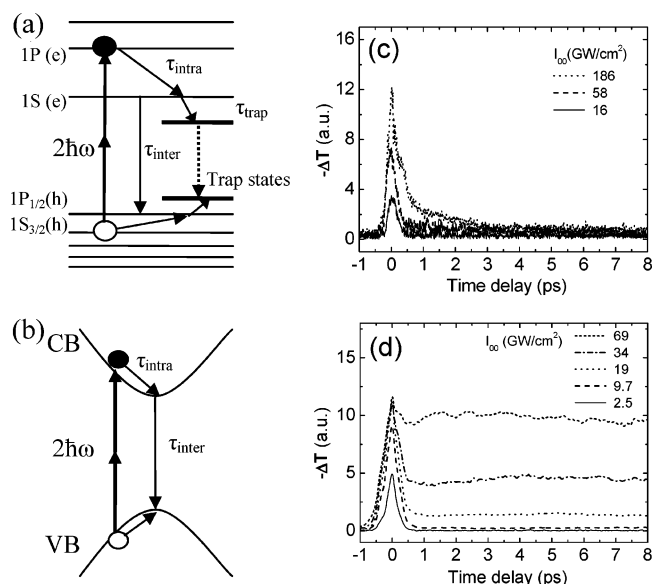 (a)
1P (e)
τintra
1S (e)
τtrap
2ħω
τinter
Trap states
1P1/2(h)
1S3/2(h)
(b)
CB
τintra
2ħω
τinter
VB
(c)
I00(GW/cm2)
186
58
16
16
12
8
4
0
-ΔT (a.u.)
-1 0 1 2 3 4 5 6 7 8
Time delay (ps)
(d)
I00 (GW/cm2)
69
34
19
9.7
2.5
15
10
5
0
-ΔT (a.u.)
-1 0 1 2 3 4 5 6 7 8
Time delay (ps)